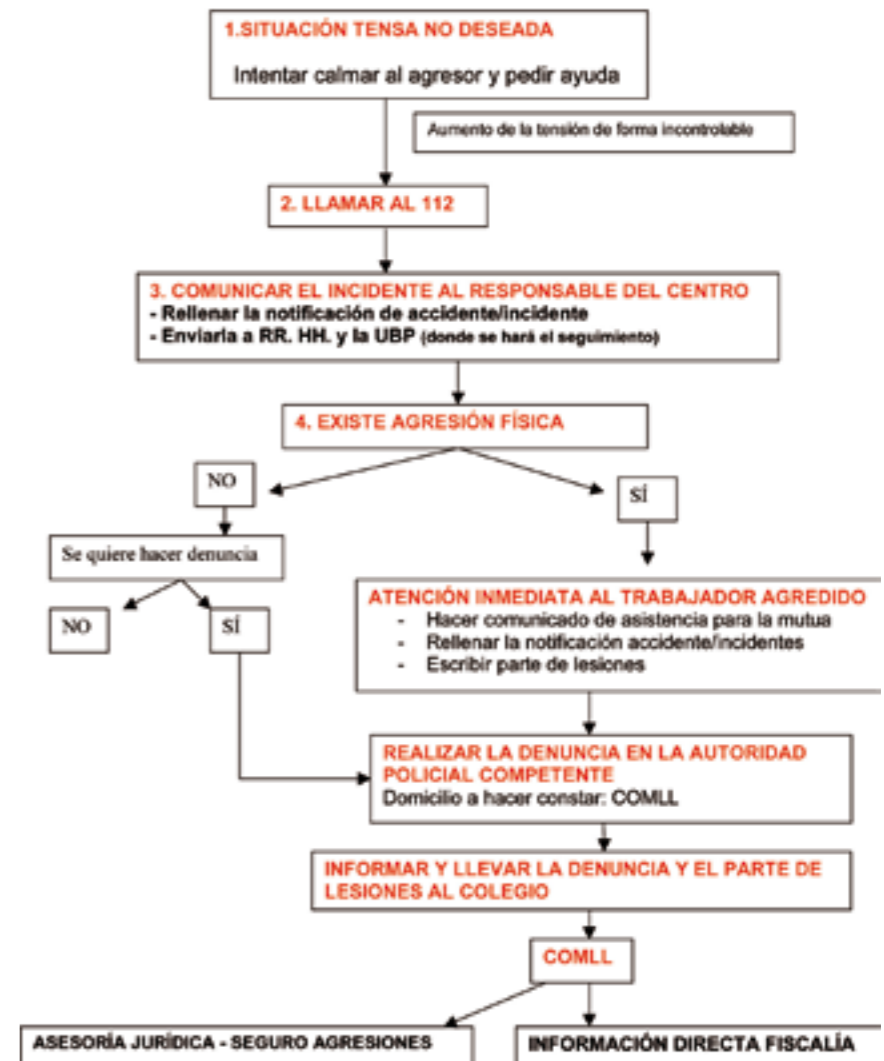 1.SITUACIÓN TENSA NO DESEADA
Intentar calmar al agresor y pedir ayuda
Aumento de la tensión de forma incontrolable
2. LLAMAR AL 112
3. COMUNICAR EL INCIDENTE AL RESPONSABLE DEL CENTRO
- Rellenar la notificación de accidente/incidente
- Enviarla a RR. HH. y la UBP (donde se hará el seguimiento)
4. EXISTE AGRESIÓN FÍSICA
NO
SÍ
Se quiere hacer denuncia
NO
SÍ
ATENCIÓN INMEDIATA AL TRABAJADOR AGREDIDO
- Hacer comunicado de asistencia para la mutua
- Rellenar la notificación accidente/incidentes
- Escribir parte de lesiones
REALIZAR LA DENUNCIA EN LA AUTORIDAD
POLICIAL COMPETENTE
Domicilio a hacer constar: COMLL
INFORMAR Y LLEVAR LA DENUNCIA Y EL PARTE DE
LESIONES AL COLEGIO
COMLL
ASESORÍA JURÍDICA - SEGURO AGRESIONES
INFORMACIÓN DIRECTA FISCALÍA